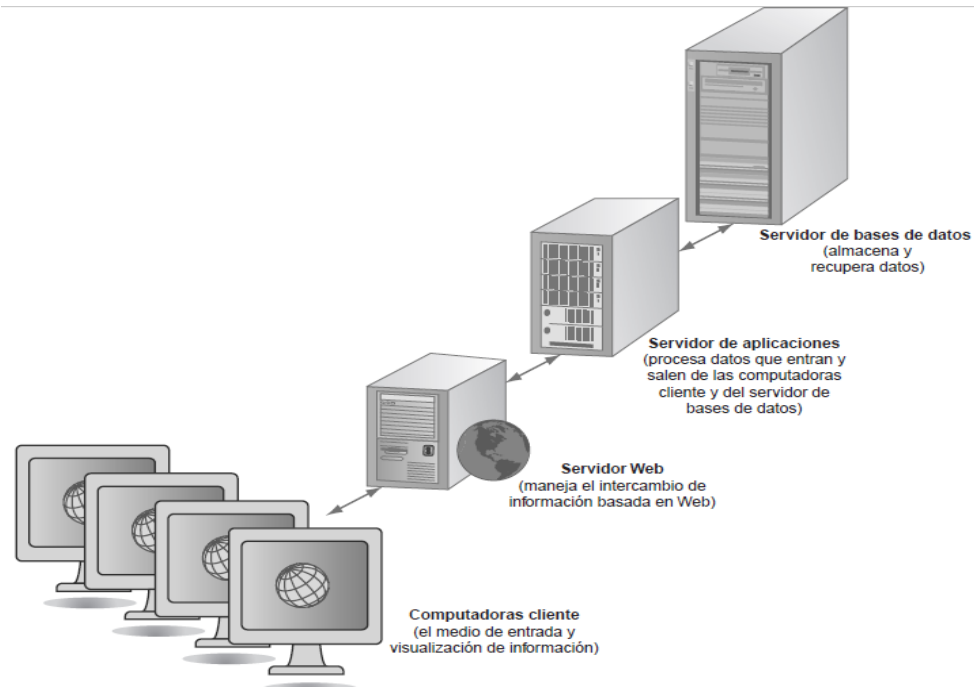 Servidor de bases de datos
(almacena y
recupera datos)
Servidor de aplicaciones
(procesa datos que entran y
salen de las computadoras
cliente y del servidor de
bases de datos)
Servidor Web
(maneja el intercambio de
información basada en Web)
Computadoras cliente
(el medio de entrada y
visualización de información)